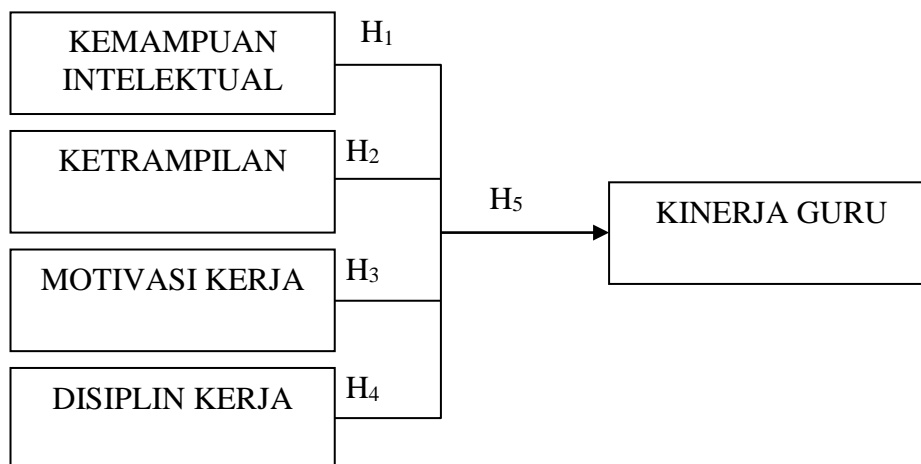 KEMAMPUAN
INTELEKTUAL
H₁
KETRAMPILAN
H₂
MOTIVASI KERJA
H₃
DISIPLIN KERJA
H₄
H₅
KINERJA GURU